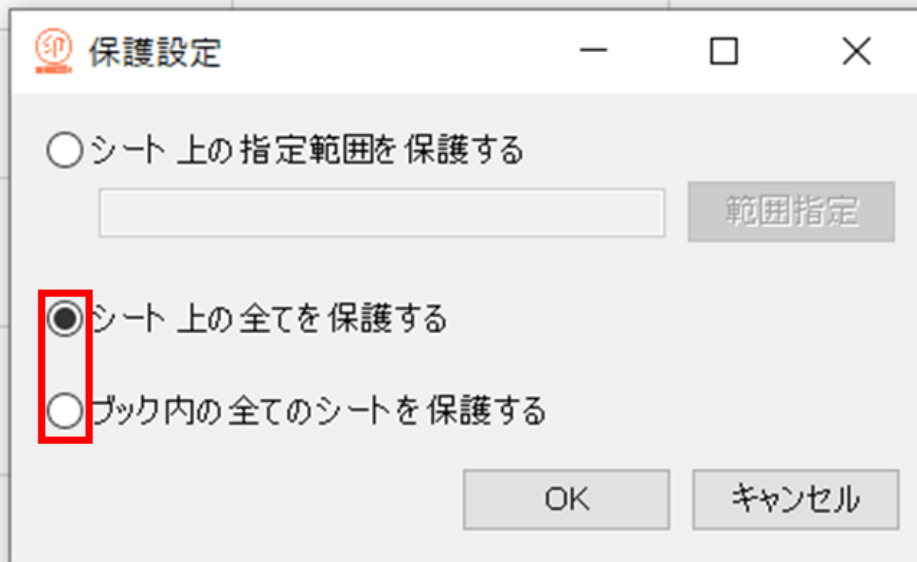 印 保護設定
シート上の指定範囲を保護する
範囲指定
シート上の全てを保護する
ブック内の全てのシートを保護する
OK キャンセル